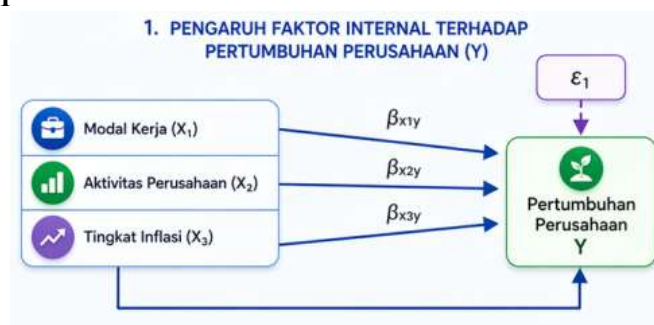 1. PENGARUH FAKTOR INTERNAL TERHADAP
PERTUMBUHAN PERUSAHAAN (Y)
ε₁
Modal Kerja (X₁)
βx1y
Aktivitas Perusahaan (X₂)
βx2y
Tingkat Inflasi (X₃)
βx3y
Pertumbuhan
Perusahaan
Y